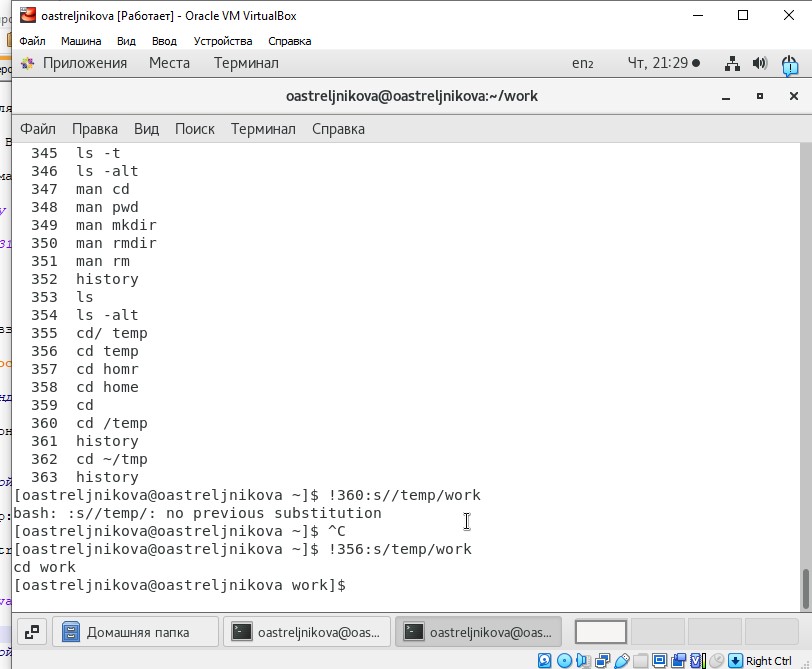 oastreljnikova [Работает] - Oracle VM VirtualBox
Файл Машина Вид Ввод Устройства Справка
Приложения Места Терминал en₂ Чт, 21:29
oastreljnikova@oastreljnikova:~/work
Файл Правка Вид Поиск Терминал Справка
345 ls -t
346 ls -alt
347 man cd
348 man pwd
349 man mkdir
350 man rmdir
351 man rm
352 history
353 ls
354 ls -alt
355 cd/ temp
356 cd temp
357 cd homr
358 cd home
359 cd
360 cd /temp
361 history
362 cd ~/tmp
363 history
[oastreljnikova@oastreljnikova ~]$ !360:s//temp/work
bash: :s//temp/: no previous substitution
[oastreljnikova@oastreljnikova ~]$ ^C
[oastreljnikova@oastreljnikova ~]$ !356:s/temp/work
cd work
[oastreljnikova@oastreljnikova work]$
Домашняя папка oastreljnikova@oas... oastreljnikova@oas...
Right Ctrl